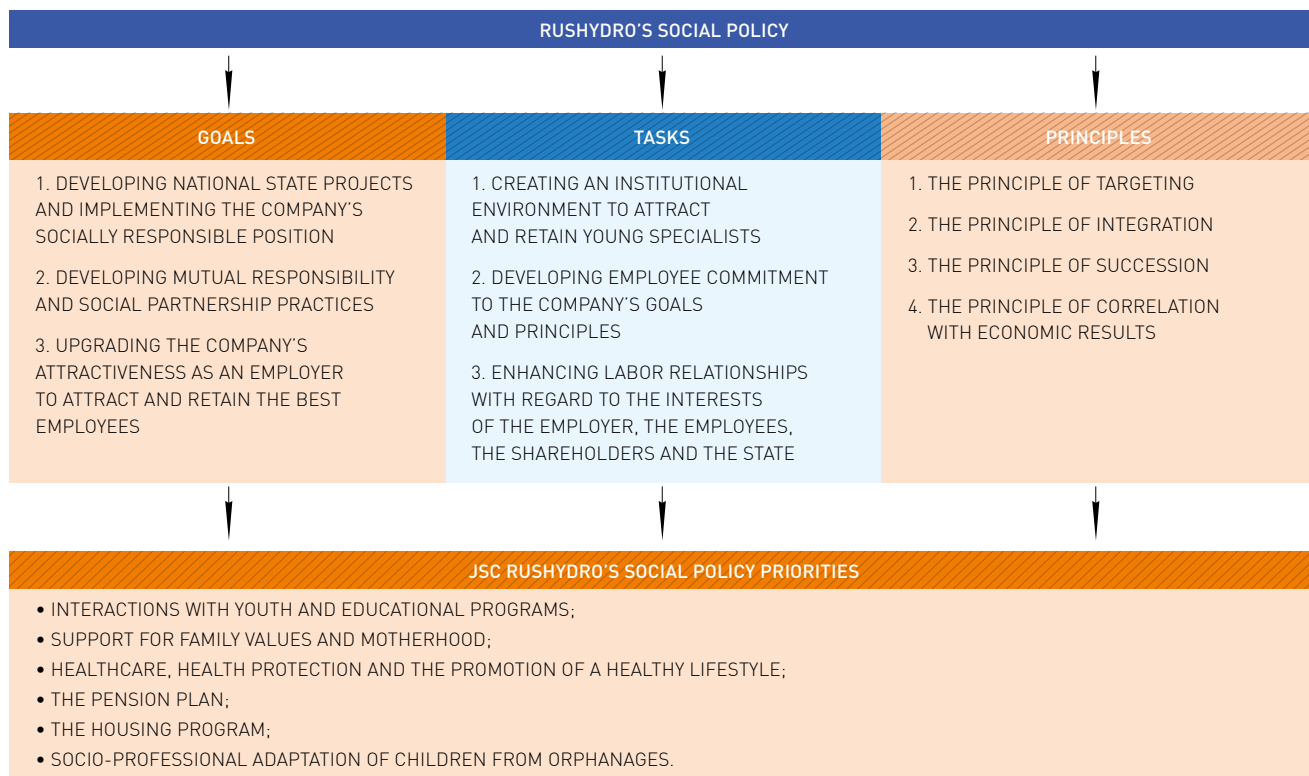 RUSHYDRO’S SOCIAL POLICY
GOALS
1. DEVELOPING NATIONAL STATE PROJECTS
AND IMPLEMENTING THE COMPANY’S
SOCIALLY RESPONSIBLE POSITION
2. DEVELOPING MUTUAL RESPONSIBILITY
AND SOCIAL PARTNERSHIP PRACTICES
3. UPGRADING THE COMPANY’S
ATTRACTIVENESS AS AN EMPLOYER
TO ATTRACT AND RETAIN THE BEST
EMPLOYEES
TASKS
1. CREATING AN INSTITUTIONAL
ENVIRONMENT TO ATTRACT
AND RETAIN YOUNG SPECIALISTS
2. DEVELOPING EMPLOYEE COMMITMENT
TO THE COMPANY’S GOALS
AND PRINCIPLES
3. ENHANCING LABOR RELATIONSHIPS
WITH REGARD TO THE INTERESTS
OF THE EMPLOYER, THE EMPLOYEES,
THE SHAREHOLDERS AND THE STATE
PRINCIPLES
1. THE PRINCIPLE OF TARGETING
2. THE PRINCIPLE OF INTEGRATION
3. THE PRINCIPLE OF SUCCESSION
4. THE PRINCIPLE OF CORRELATION
WITH ECONOMIC RESULTS
JSC RUSHYDRO’S SOCIAL POLICY PRIORITIES
• INTERACTIONS WITH YOUTH AND EDUCATIONAL PROGRAMS;
• SUPPORT FOR FAMILY VALUES AND MOTHERHOOD;
• HEALTHCARE, HEALTH PROTECTION AND THE PROMOTION OF A HEALTHY LIFESTYLE;
• THE PENSION PLAN;
• THE HOUSING PROGRAM;
• SOCIO-PROFESSIONAL ADAPTATION OF CHILDREN FROM ORPHANAGES.